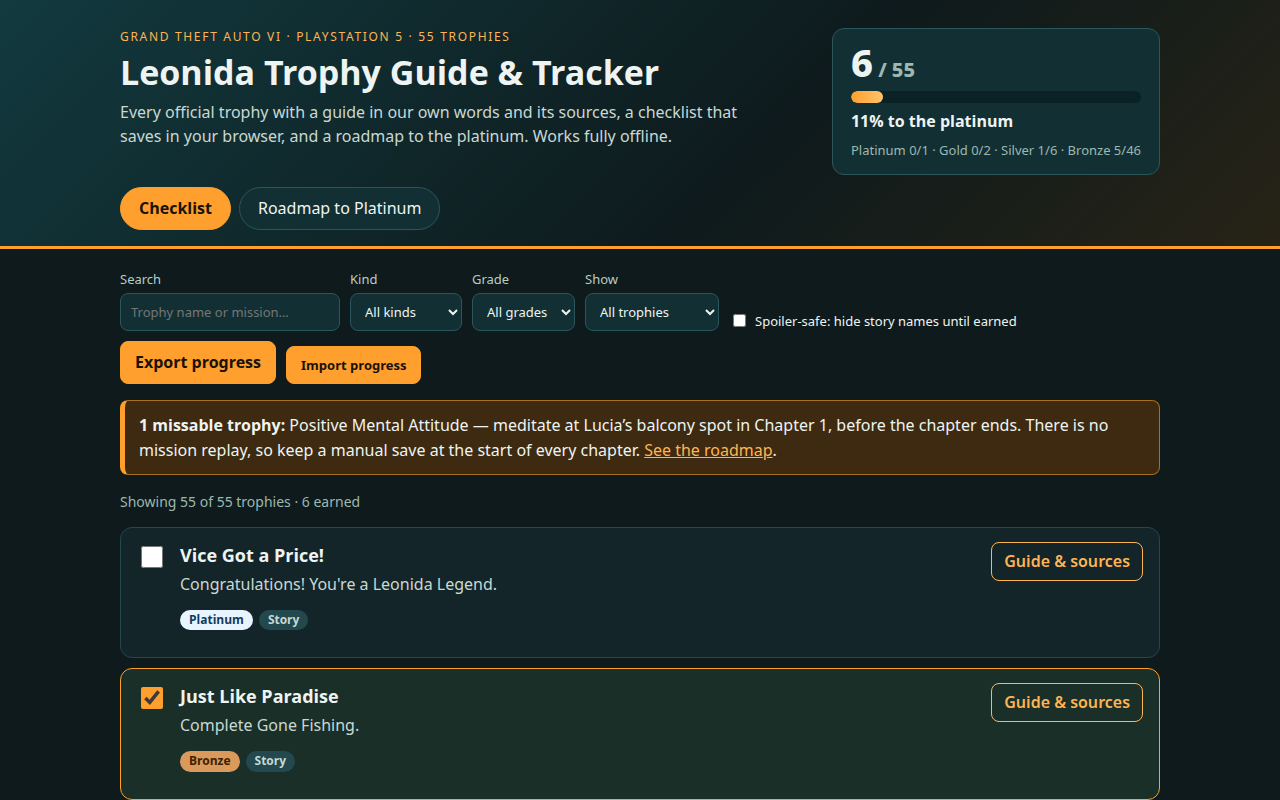 GRAND THEFT AUTO VI · PLAYSTATION 5 · 55 TROPHIES
Leonida Trophy Guide & Tracker
Every official trophy with a guide in our own words and its sources, a checklist that
saves in your browser, and a roadmap to the platinum. Works fully offline.
6 / 55
11% to the platinum
Platinum 0/1 · Gold 0/2 · Silver 1/6 · Bronze 5/46
Checklist
Roadmap to Platinum
Search
Kind
Grade
Show
Trophy name or mission…
All kinds
All grades
All trophies
Spoiler-safe: hide story names until earned
Export progress
Import progress
1 missable trophy: Positive Mental Attitude — meditate at Lucia’s balcony spot in Chapter 1, before the chapter ends. There is no
mission replay, so keep a manual save at the start of every chapter. See the roadmap.
Showing 55 of 55 trophies · 6 earned
Vice Got a Price!
Guide & sources
Congratulations! You're a Leonida Legend.
Platinum
Story
Just Like Paradise
Guide & sources
Complete Gone Fishing.
Bronze
Story